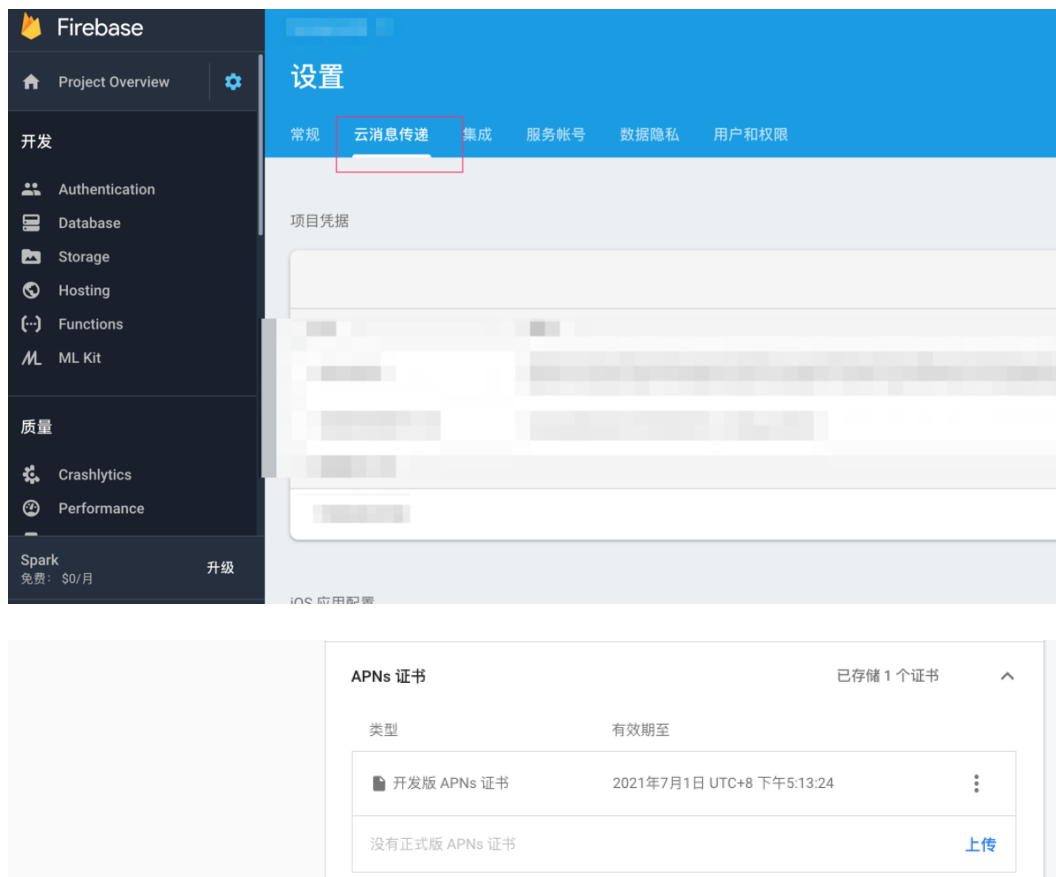 Firebase
Project Overview
设置
常规 云消息传递 集成 服务帐号 数据隐私 用户和权限
开发
Authentication
Database
Storage
Hosting
Functions
ML Kit
质量
Crashlytics
Performance
Spark
免费： $0/月
升级
项目凭据
iOS 应用配置
APNs 证书 已存储 1 个证书
类型 有效期至
开发版 APNs 证书 2021年7月1日 UTC+8 下午5:13:24
没有正式版 APNs 证书 上传